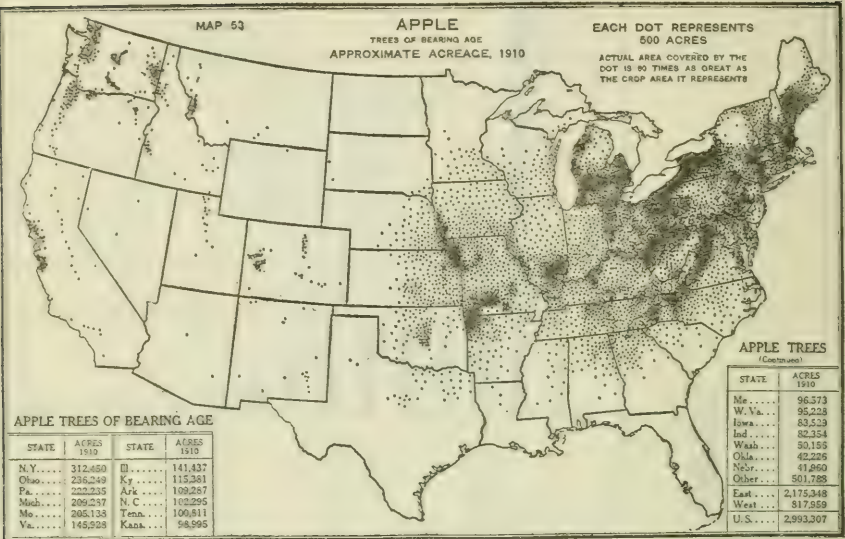 MAP 53
APPLE
TREES OF BEARING AGE
APPROXIMATE ACREAGE, 1910
EACH DOT REPRESENTS
500 ACRES
ACTUAL AREA COVERED BY THE
DOT IS 80 TIMES AS GREAT AS
THE CROP AREA IT REPRESENTS
APPLE TREES OF BEARING AGE
STATE ACRES 1910 STATE ACRES 1910
N.Y..... 312,450 Ill...... 141,437
Ohio.... 236,249 Ky..... 115,381
Pa...... 222,235 Ark.... 109,287
Mich.... 209,237 N. C... 102,295
Mo..... 205,138 Tenn... 100,811
Va...... 145,928 Kans... 98,995
APPLE TREES
(Continued)
STATE ACRES 1910
Me..... 96,573
W. Va... 95,228
Iowa.... 83,529
Ind..... 82,354
Wash... 50,155
Okla.... 42,226
Nebr.... 41,960
Other... 501,788
East.... 2,175,348
West... 817,959
U. S..... 2,993,307